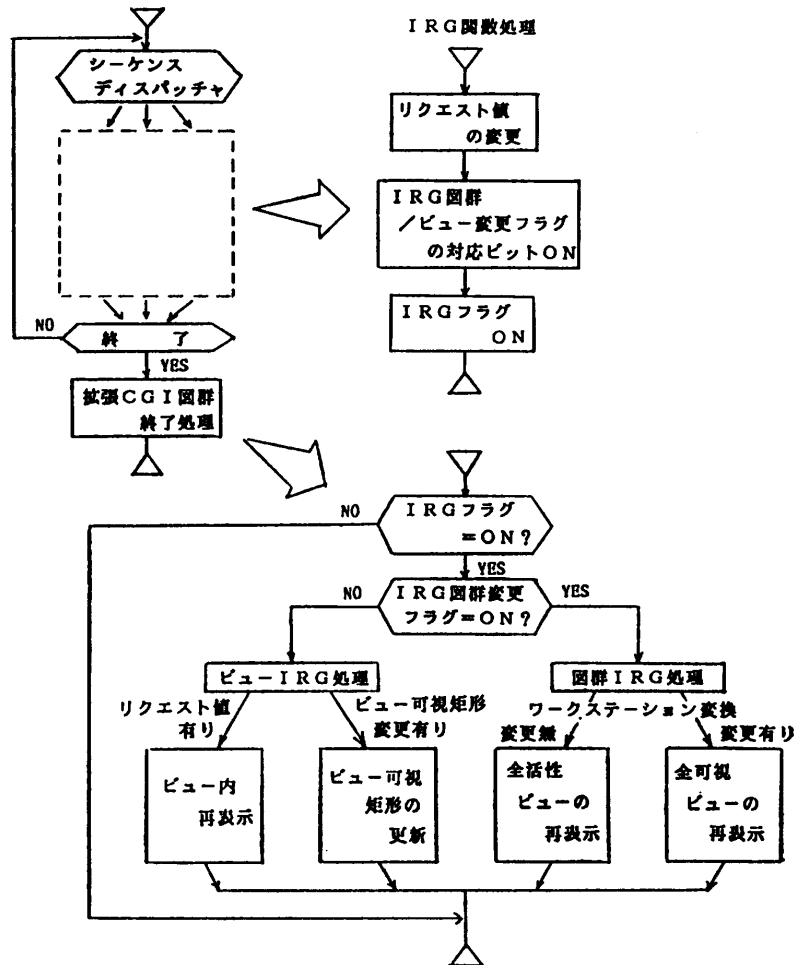 IRG関数処理
シーケンス
ディスパッチャ
リクエスト値
の変更
IRG図群
/ビュー変更フラグ
の対応ビットON
IRGフラグ
ON
NO
終 了
YES
拡張CGI図群
終了処理
IRGフラグ
=ON?
NO
YES
IRG図群変更
フラグ=ON?
NO
YES
ビューIRG処理
図群IRG処理
リクエスト値
有り
ビュー可視矩形
変更有り
ワークステーション変換
変更無
変更有り
ビュー内
再表示
ビュー可視
矩形の
更新
全活性
ビューの
再表示
全可視
ビューの
再表示